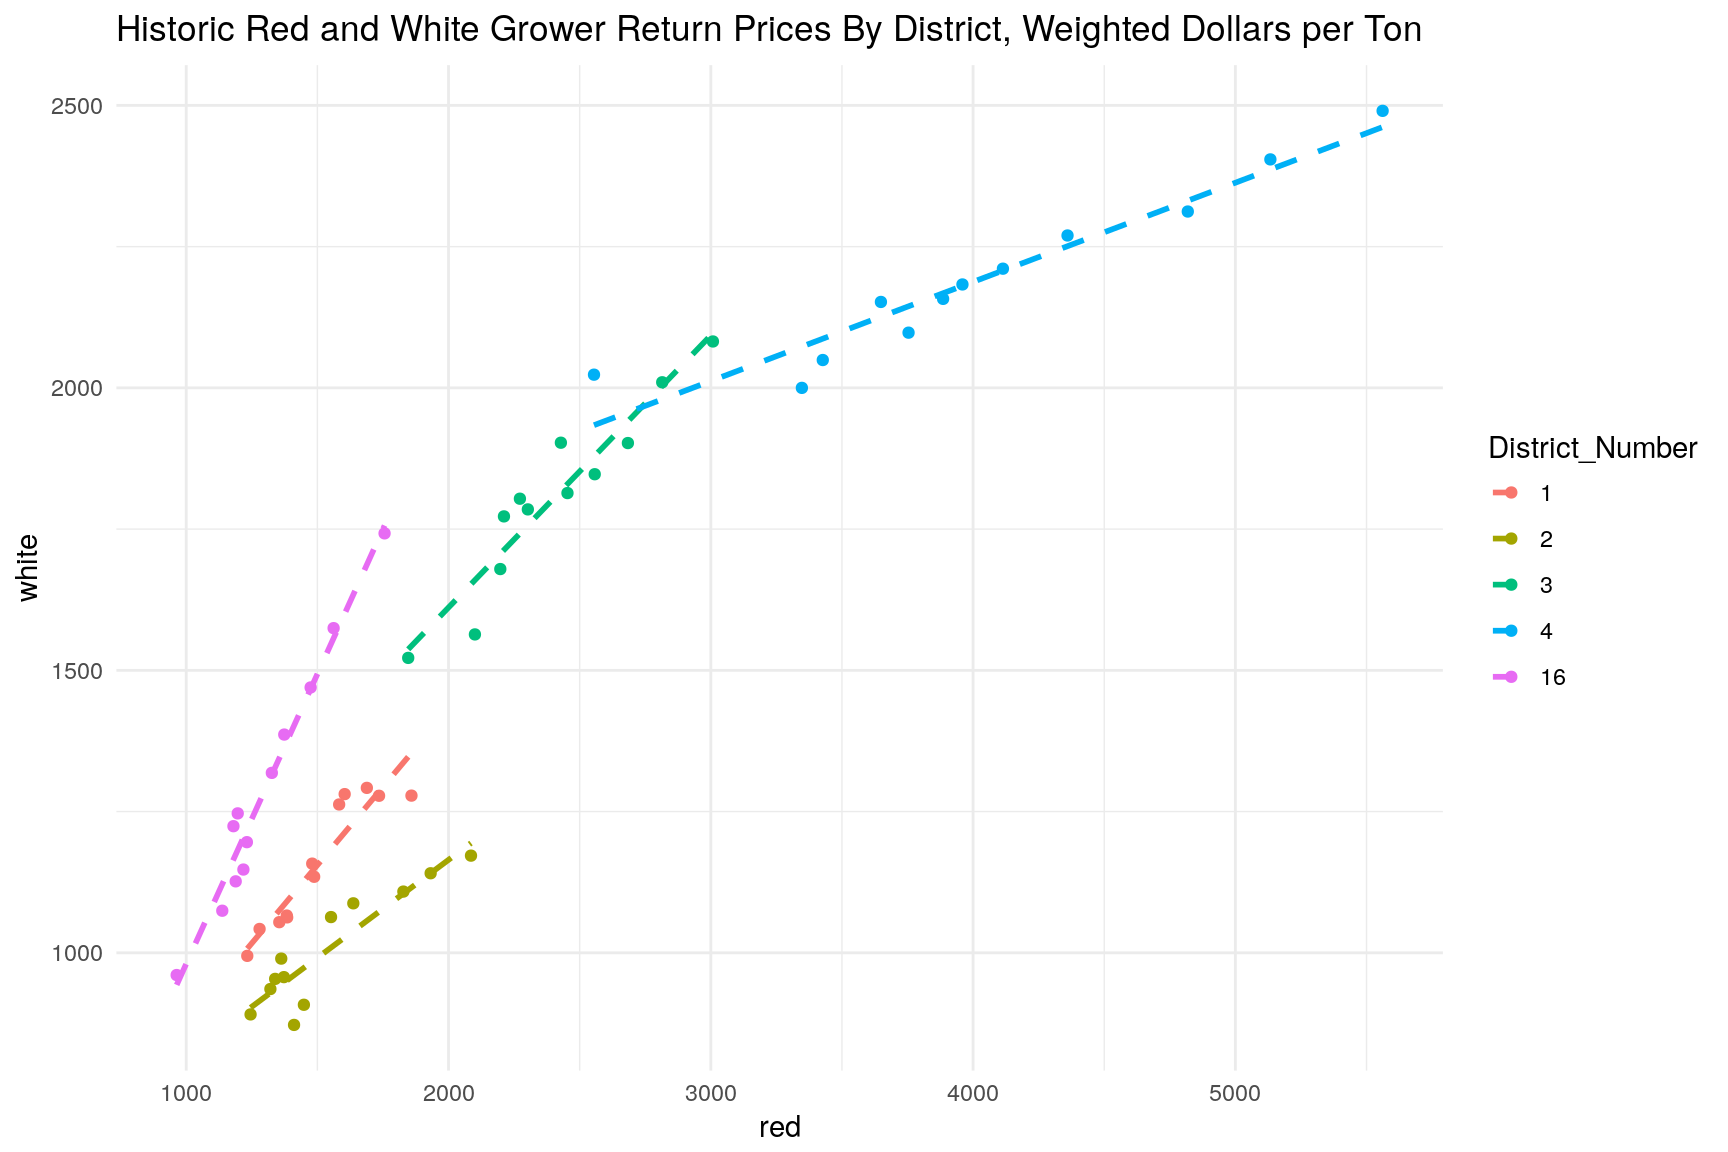 Historic Red and White Grower Return Prices By District, Weighted Dollars per Ton
2500
2000
1500
1000
white
1000 2000 3000 4000 5000
red
District_Number
1
2
3
4
16